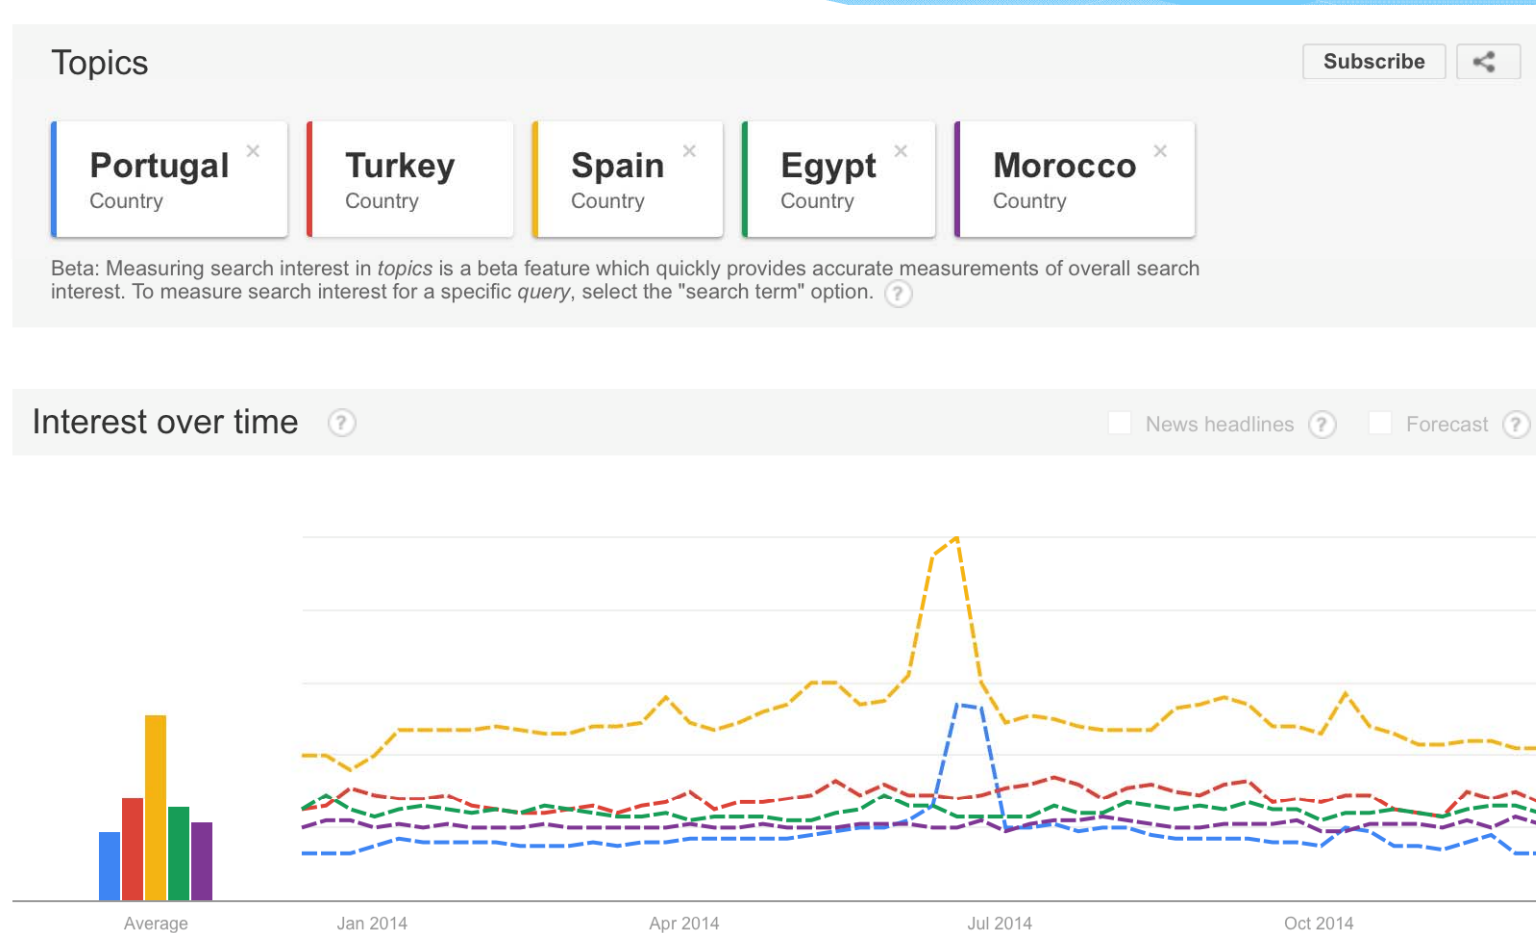 Topics
Subscribe
Portugal × Turkey Spain × Egypt × Morocco ×
Country Country Country Country Country
Beta: Measuring search interest in topics is a beta feature which quickly provides accurate measurements of overall search
interest. To measure search interest for a specific query, select the "search term" option. ?
Interest over time ? News headlines ? Forecast ?
Average Jan 2014 Apr 2014 Jul 2014 Oct 2014